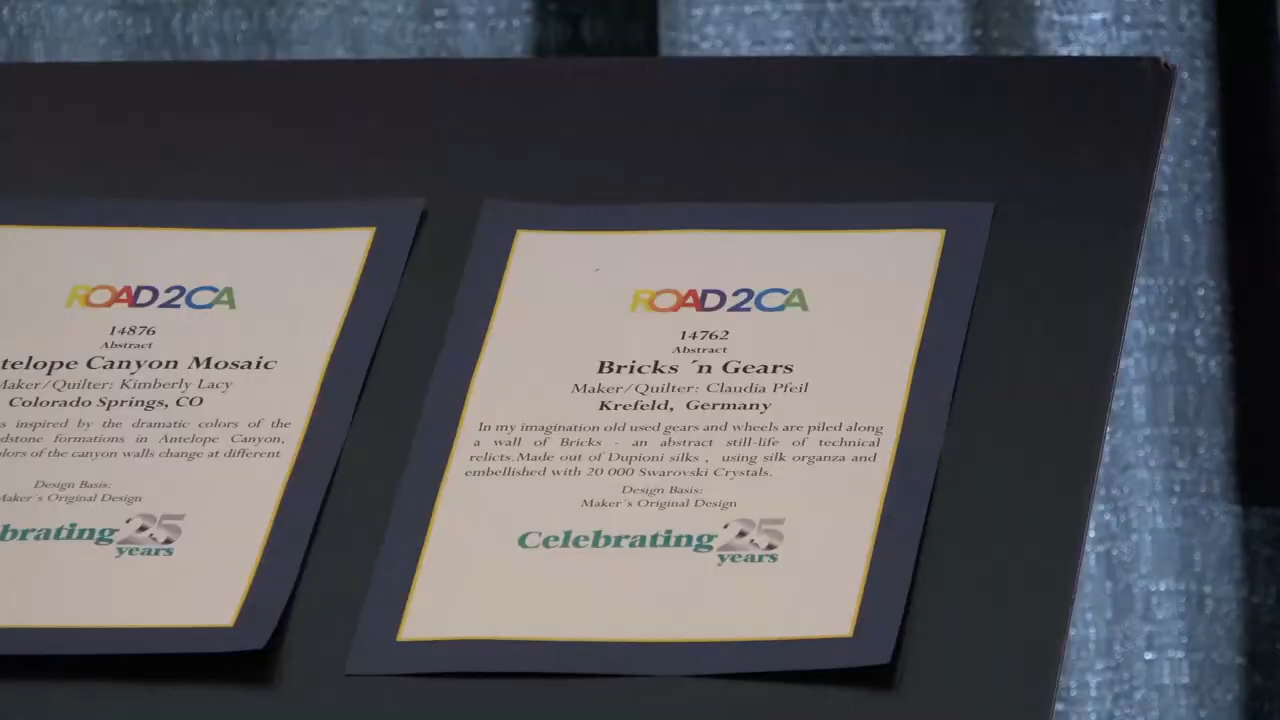 ROAD2CA
14876
Abstract
telope Canyon Mosaic
Maker/Quilter: Kimberly Lacy
Colorado Springs, CO
s inspired by the dramatic colors of the
dstone formations in Antelope Canyon,
olors of the canyon walls change at different
Design Basis:
Maker´s Original Design
brating 25
years
ROAD2CA
14762
Abstract
Bricks ´n Gears
Maker/Quilter: Claudia Pfeil
Krefeld, Germany
In my imagination old used gears and wheels are piled along
a wall of Bricks - an abstract still-life of technical
relicts.Made out of Dupioni silks , using silk organza and
embellished with 20 000 Swarovski Crystals.
Design Basis:
Maker´s Original Design
Celebrating 25
years